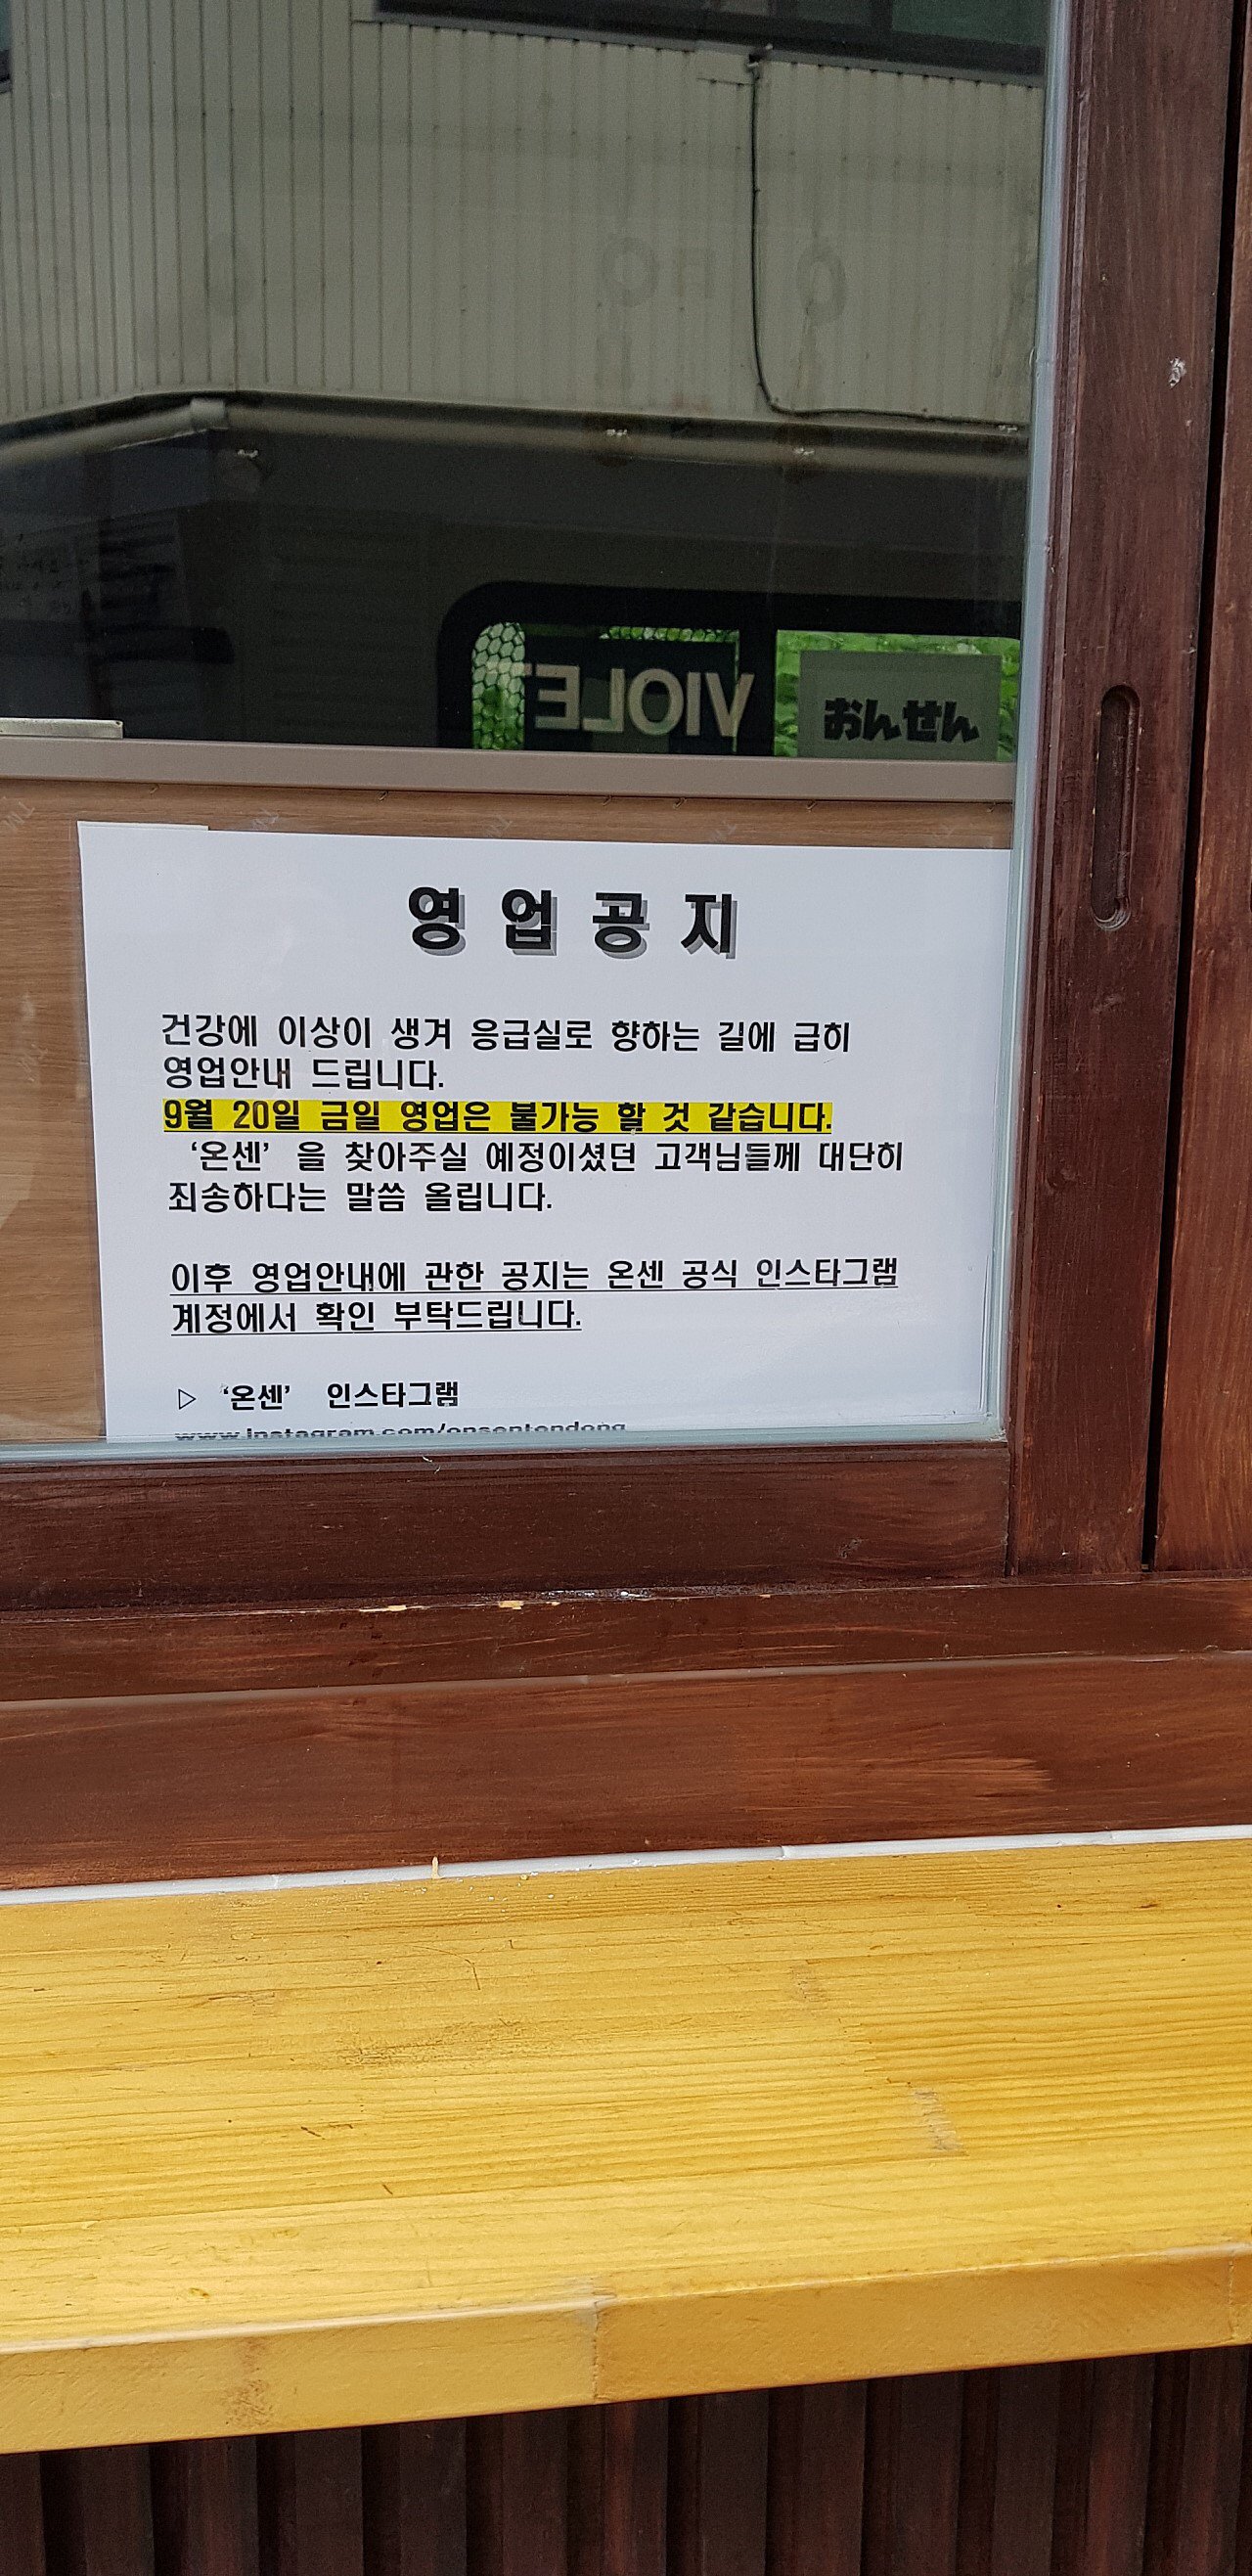 VIOLE
おんせん
영업공지
건강에 이상이 생겨 응급실로 향하는 길에 급히
영업안내 드립니다.
9월 20일 금일 영업은 불가능 할 것 같습니다.
‘온센’ 을 찾아주실 예정이셨던 고객님들께 대단히
죄송하다는 말씀 올립니다.
이후 영업안내에 관한 공지는 온센 공식 인스타그램
계정에서 확인 부탁드립니다.
▷ ‘온센’ 인스타그램
www.instagram.com/onsentendong